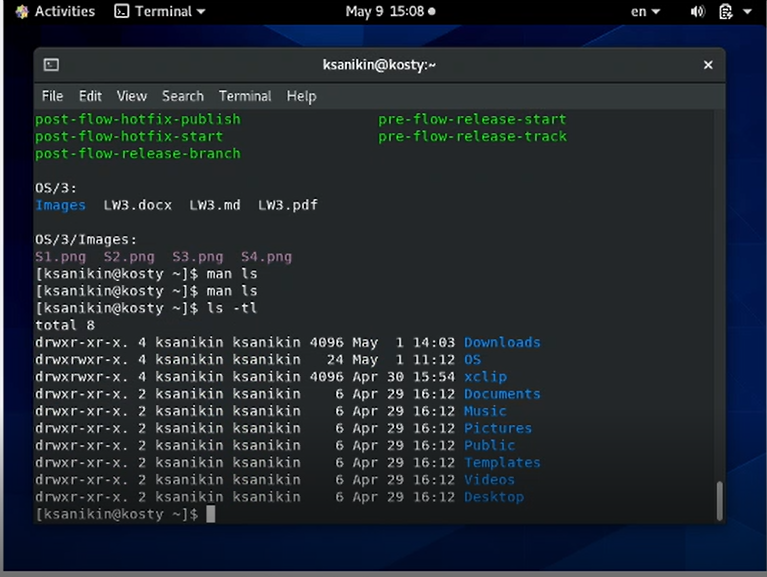 Activities Terminal May 9 15:08 en
ksanikin@kosty:~
File Edit View Search Terminal Help
post-flow-hotfix-publish pre-flow-release-start
post-flow-hotfix-start pre-flow-release-track
post-flow-release-branch
OS/3:
Images LW3.docx LW3.md LW3.pdf
OS/3/Images:
S1.png S2.png S3.png S4.png
[ksanikin@kosty ~]$ man ls
[ksanikin@kosty ~]$ man ls
[ksanikin@kosty ~]$ ls -tl
total 8
drwxr-xr-x. 4 ksanikin ksanikin 4096 May 1 14:03 Downloads
drwxrwxr-x. 4 ksanikin ksanikin 24 May 1 11:12 OS
drwxrwxr-x. 4 ksanikin ksanikin 4096 Apr 30 15:54 xclip
drwxr-xr-x. 2 ksanikin ksanikin 6 Apr 29 16:12 Documents
drwxr-xr-x. 2 ksanikin ksanikin 6 Apr 29 16:12 Music
drwxr-xr-x. 2 ksanikin ksanikin 6 Apr 29 16:12 Pictures
drwxr-xr-x. 2 ksanikin ksanikin 6 Apr 29 16:12 Public
drwxr-xr-x. 2 ksanikin ksanikin 6 Apr 29 16:12 Templates
drwxr-xr-x. 2 ksanikin ksanikin 6 Apr 29 16:12 Videos
drwxr-xr-x. 2 ksanikin ksanikin 6 Apr 29 16:12 Desktop
[ksanikin@kosty ~]$